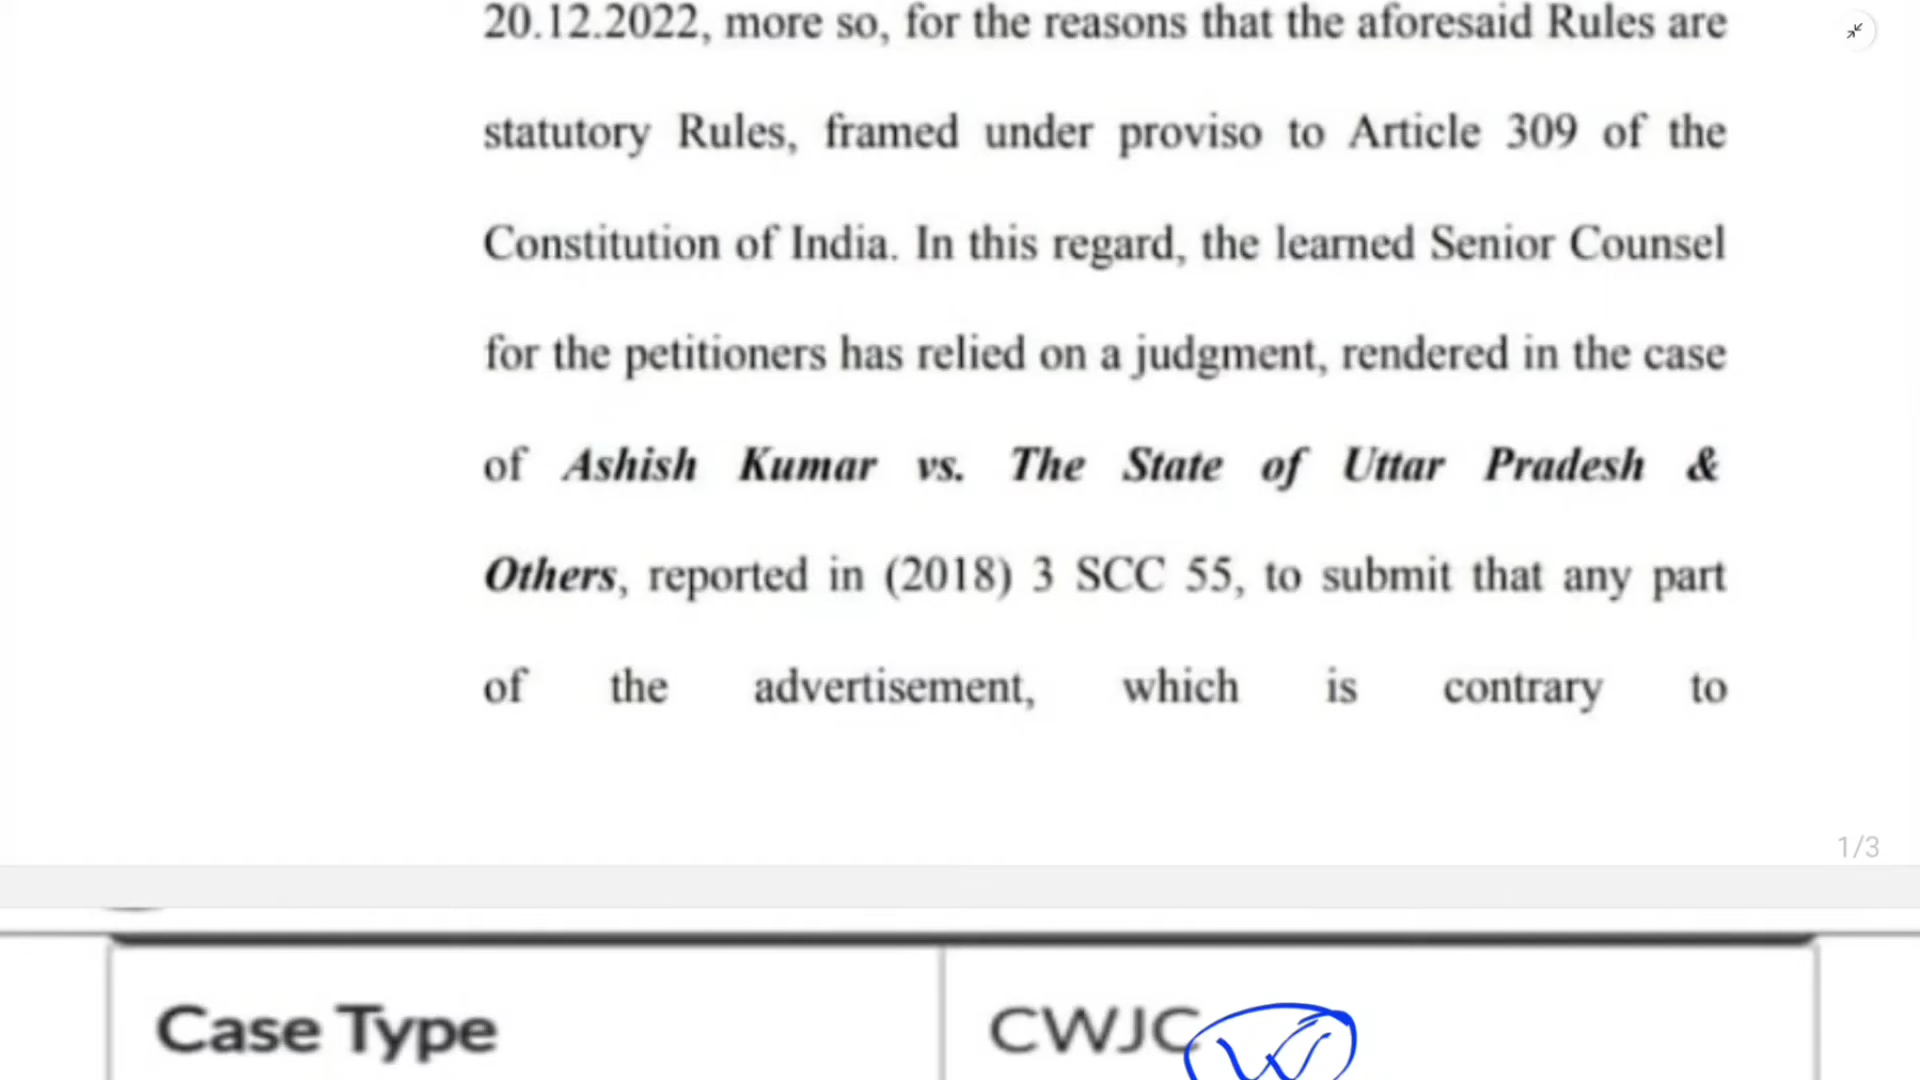 20.12.2022, more so, for the reasons that the aforesaid Rules are
statutory Rules, framed under proviso to Article 309 of the
Constitution of India. In this regard, the learned Senior Counsel
for the petitioners has relied on a judgment, rendered in the case
of Ashish Kumar vs. The State of Uttar Pradesh &
Others, reported in (2018) 3 SCC 55, to submit that any part
of the advertisement, which is contrary to
1/3
Case Type CWJC